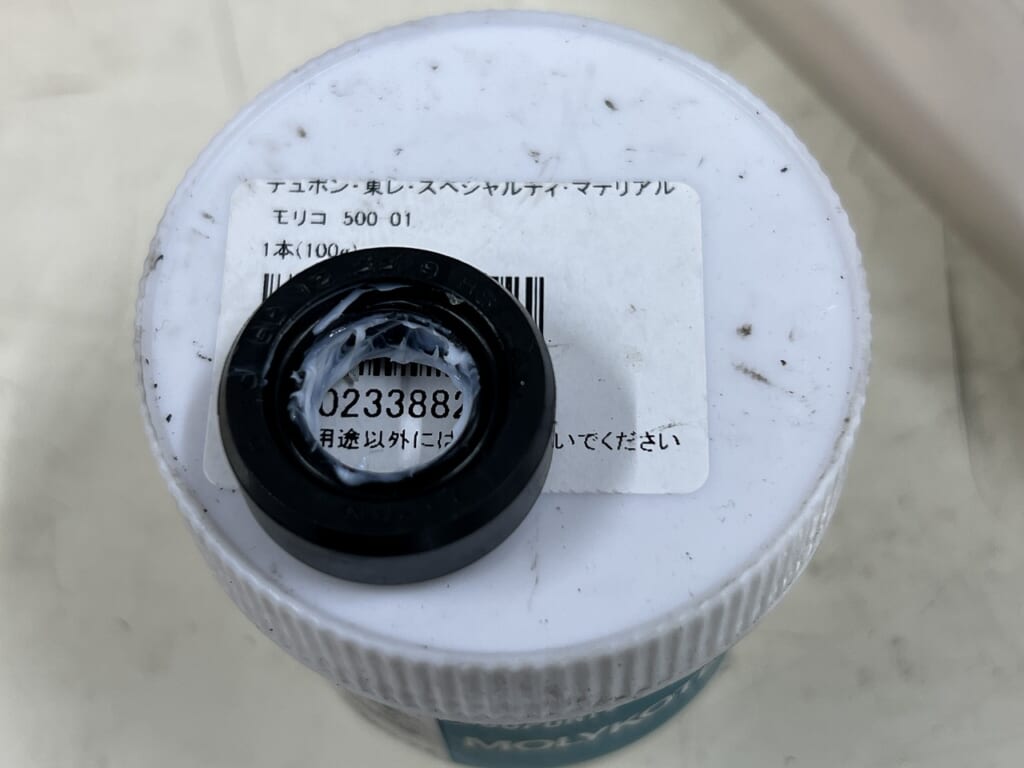 デュポン・東レ・スペシャルティ・マテリアル
モリコ 500 01
1本(100g)
0233882
用途以外には
いでください
MOLYKOTE